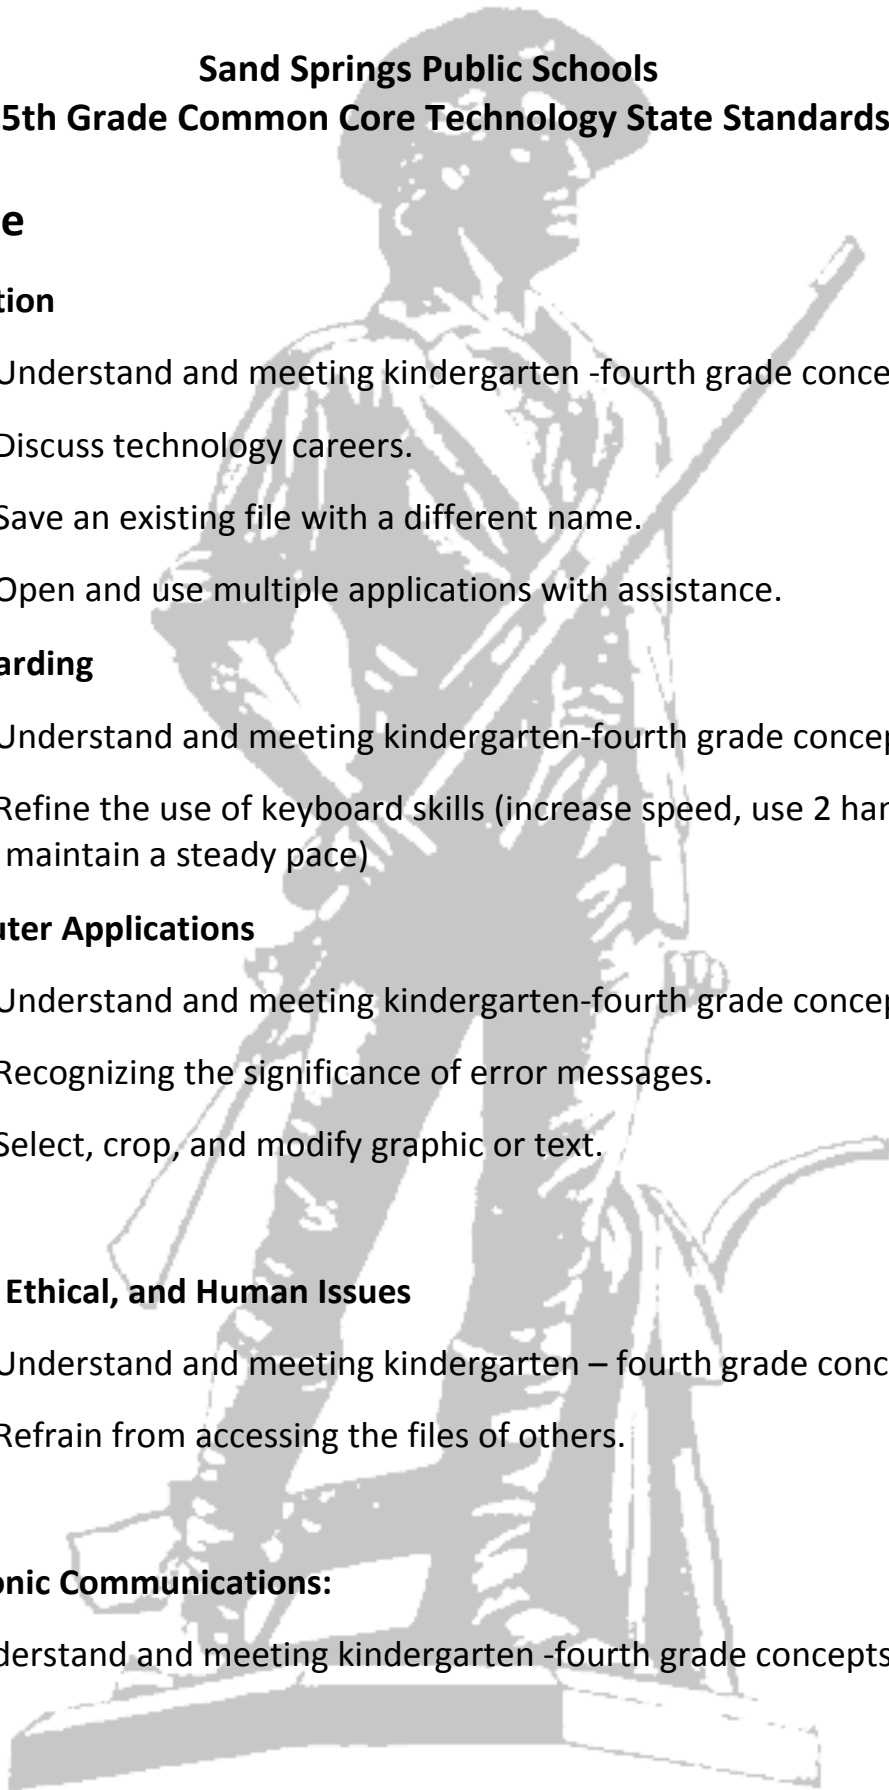 Sand Springs Public Schools
5th Grade Common Core Technology State Standards
e
tion
Understand and meeting kindergarten -fourth grade conce
Discuss technology careers.
Save an existing file with a different name.
Open and use multiple applications with assistance.
arding
Understand and meeting kindergarten-fourth grade concep
Refine the use of keyboard skills (increase speed, use 2 han
maintain a steady pace)
uter Applications
Understand and meeting kindergarten-fourth grade concep
Recognizing the significance of error messages.
Select, crop, and modify graphic or text.
Ethical, and Human Issues
Understand and meeting kindergarten – fourth grade conc
Refrain from accessing the files of others.
onic Communications:
derstand and meeting kindergarten -fourth grade concepts